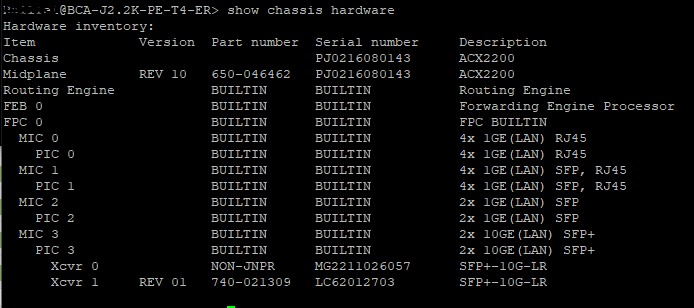 @BCA-J2.2K-PE-T4-ER> show chassis hardware
Hardware inventory:
Item             Version  Part number  Serial number     Description
Chassis                                PJ0216080143      ACX2200
Midplane         REV 10   650-046462   PJ0216080143      ACX2200
Routing Engine            BUILTIN      BUILTIN           Routing Engine
FEB 0                     BUILTIN      BUILTIN           Forwarding Engine Processor
FPC 0                     BUILTIN      BUILTIN           FPC BUILTIN
  MIC 0                   BUILTIN      BUILTIN           4x 1GE(LAN) RJ45
    PIC 0                 BUILTIN      BUILTIN           4x 1GE(LAN) RJ45
  MIC 1                   BUILTIN      BUILTIN           4x 1GE(LAN) SFP, RJ45
    PIC 1                 BUILTIN      BUILTIN           4x 1GE(LAN) SFP, RJ45
  MIC 2                   BUILTIN      BUILTIN           2x 1GE(LAN) SFP
    PIC 2                 BUILTIN      BUILTIN           2x 1GE(LAN) SFP
  MIC 3                   BUILTIN      BUILTIN           2x 10GE(LAN) SFP+
    PIC 3                 BUILTIN      BUILTIN           2x 10GE(LAN) SFP+
      Xcvr 0              NON-JNPR     MG2211026057      SFP+-10G-LR
      Xcvr 1     REV 01   740-021309   LC62012703        SFP+-10G-LR